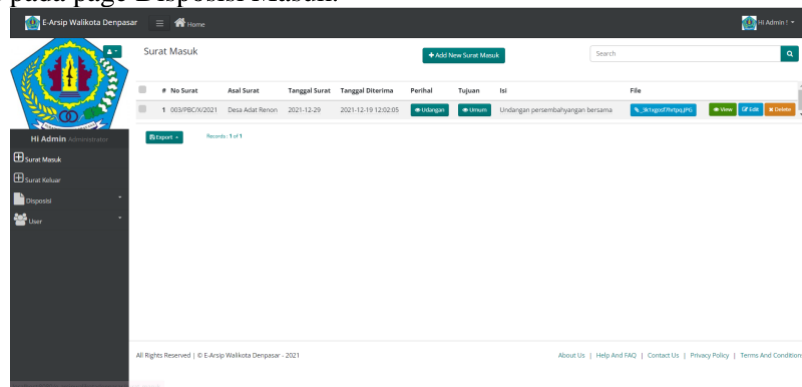 pada page Disposisi Masuk.
E-Arsip Walikota Denpasar Home Hi Admin !
Surat Masuk + Add New Surat Masuk Search
# No Surat Asal Surat Tanggal Surat Tanggal Diterima Perihal Tujuan Isi File
1 003/PBC/X/2021 Desa Adat Renon 2021-12-29 2021-12-19 12:02:05 Udangan Umum Undangan persembahyangan bersama View Edit Delete
Export Records: 1 of 1
Hi Admin Administrator
Surat Masuk
Surat Keluar
Disposisi
User
All Rights Reserved | © E-Arsip Walikota Denpasar - 2021 About Us | Help And FAQ | Contact Us | Privacy Policy | Terms And Condition